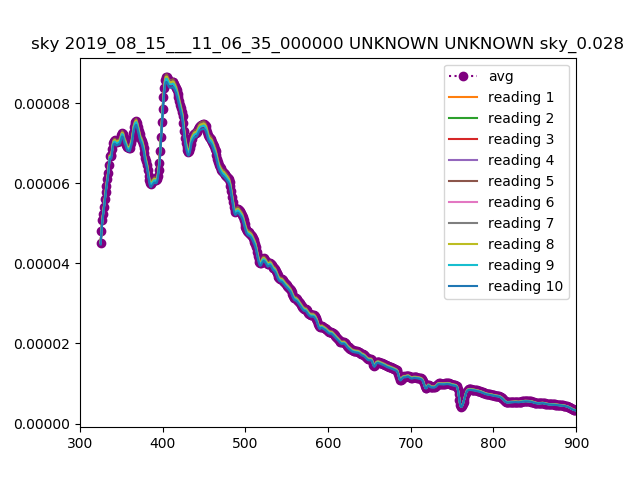 sky 2019_08_15___11_06_35_000000 UNKNOWN UNKNOWN sky_0.028
avg
reading 1
reading 2
reading 3
reading 4
reading 5
reading 6
reading 7
reading 8
reading 9
reading 10
0.00008
0.00006
0.00004
0.00002
0.00000
300 400 500 600 700 800 900